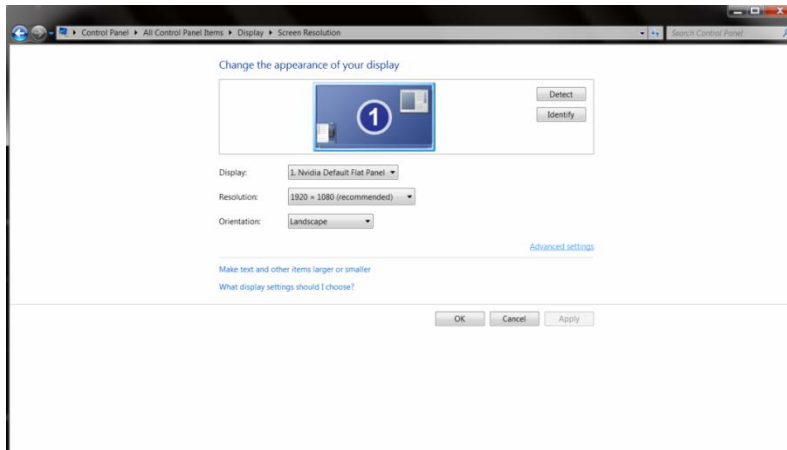 Control Panel ▸ All Control Panel Items ▸ Display ▸ Screen Resolution
Search Control Panel
Change the appearance of your display
1
Detect
Identify
Display: 1. Nvidia Default Flat Panel
Resolution: 1920 × 1080 (recommended)
Orientation: Landscape
Advanced settings
Make text and other items larger or smaller
What display settings should I choose?
OK Cancel Apply